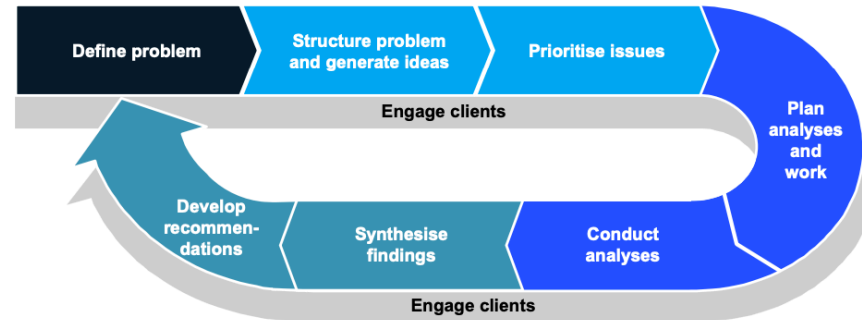 Define problem
Structure problem
and generate ideas
Prioritise issues
Engage clients
Plan
analyses
and
work
Conduct
analyses
Synthesise
findings
Develop
recommen-
dations
Engage clients